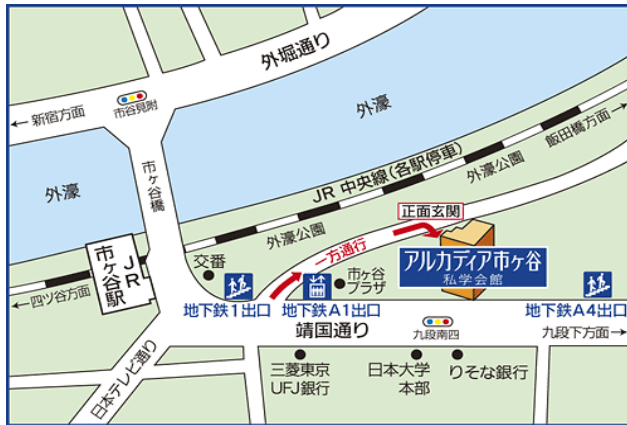 外堀通り
←新宿方面
市谷見附
外濠
飯田橋方面→
市ヶ谷橋
JR 中央線(各駅停車)
外濠公園
外濠
正面玄関
外濠公園
一方通行
アルカディア市ヶ谷
私学会館
JR
市ヶ谷駅
交番
市ヶ谷
プラザ
←四ツ谷方面
地下鉄1出口
地下鉄A1出口
地下鉄A4出口
靖国通り
九段南四
九段下方面→
日本テレビ通り
三菱東京
UFJ銀行
日本大学
本部
りそな銀行